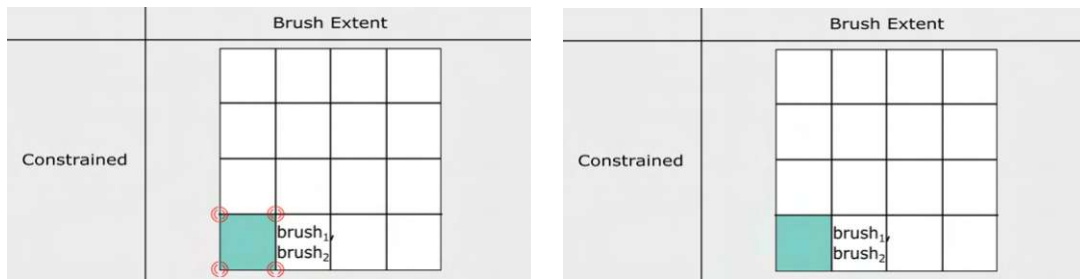 Brush Extent
Constrained
brush₁,
brush₂
Brush Extent
Constrained
brush₁,
brush₂